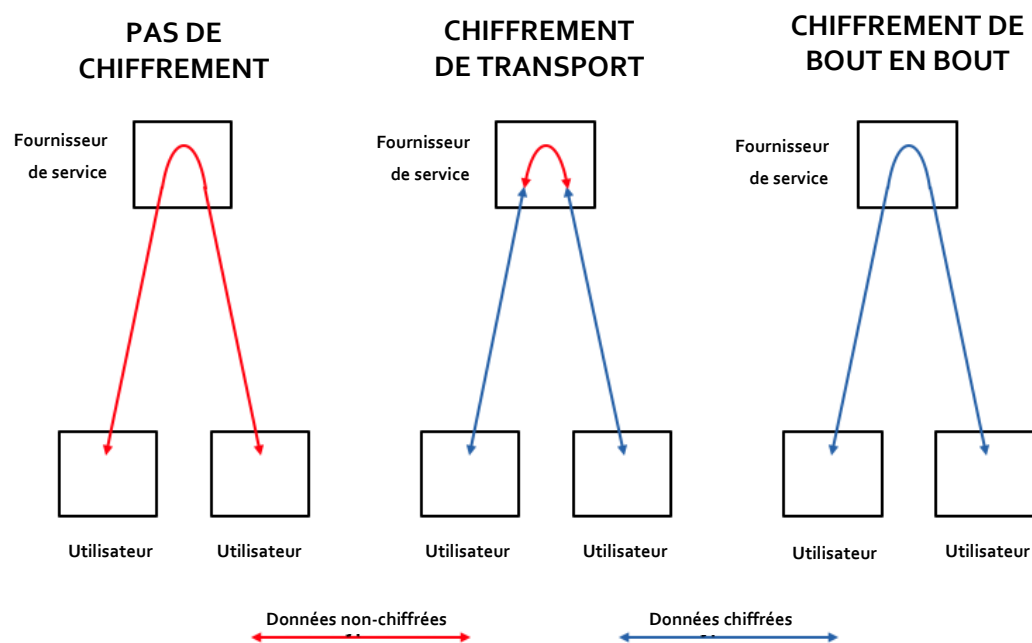 PAS DE
CHIFFREMENT
CHIFFREMENT
DE TRANSPORT
CHIFFREMENT DE
BOUT EN BOUT
Fournisseur
de service
Fournisseur
de service
Fournisseur
de service
Utilisateur
Utilisateur
Utilisateur
Utilisateur
Utilisateur
Utilisateur
Données non-chiffrées
Données chiffrées